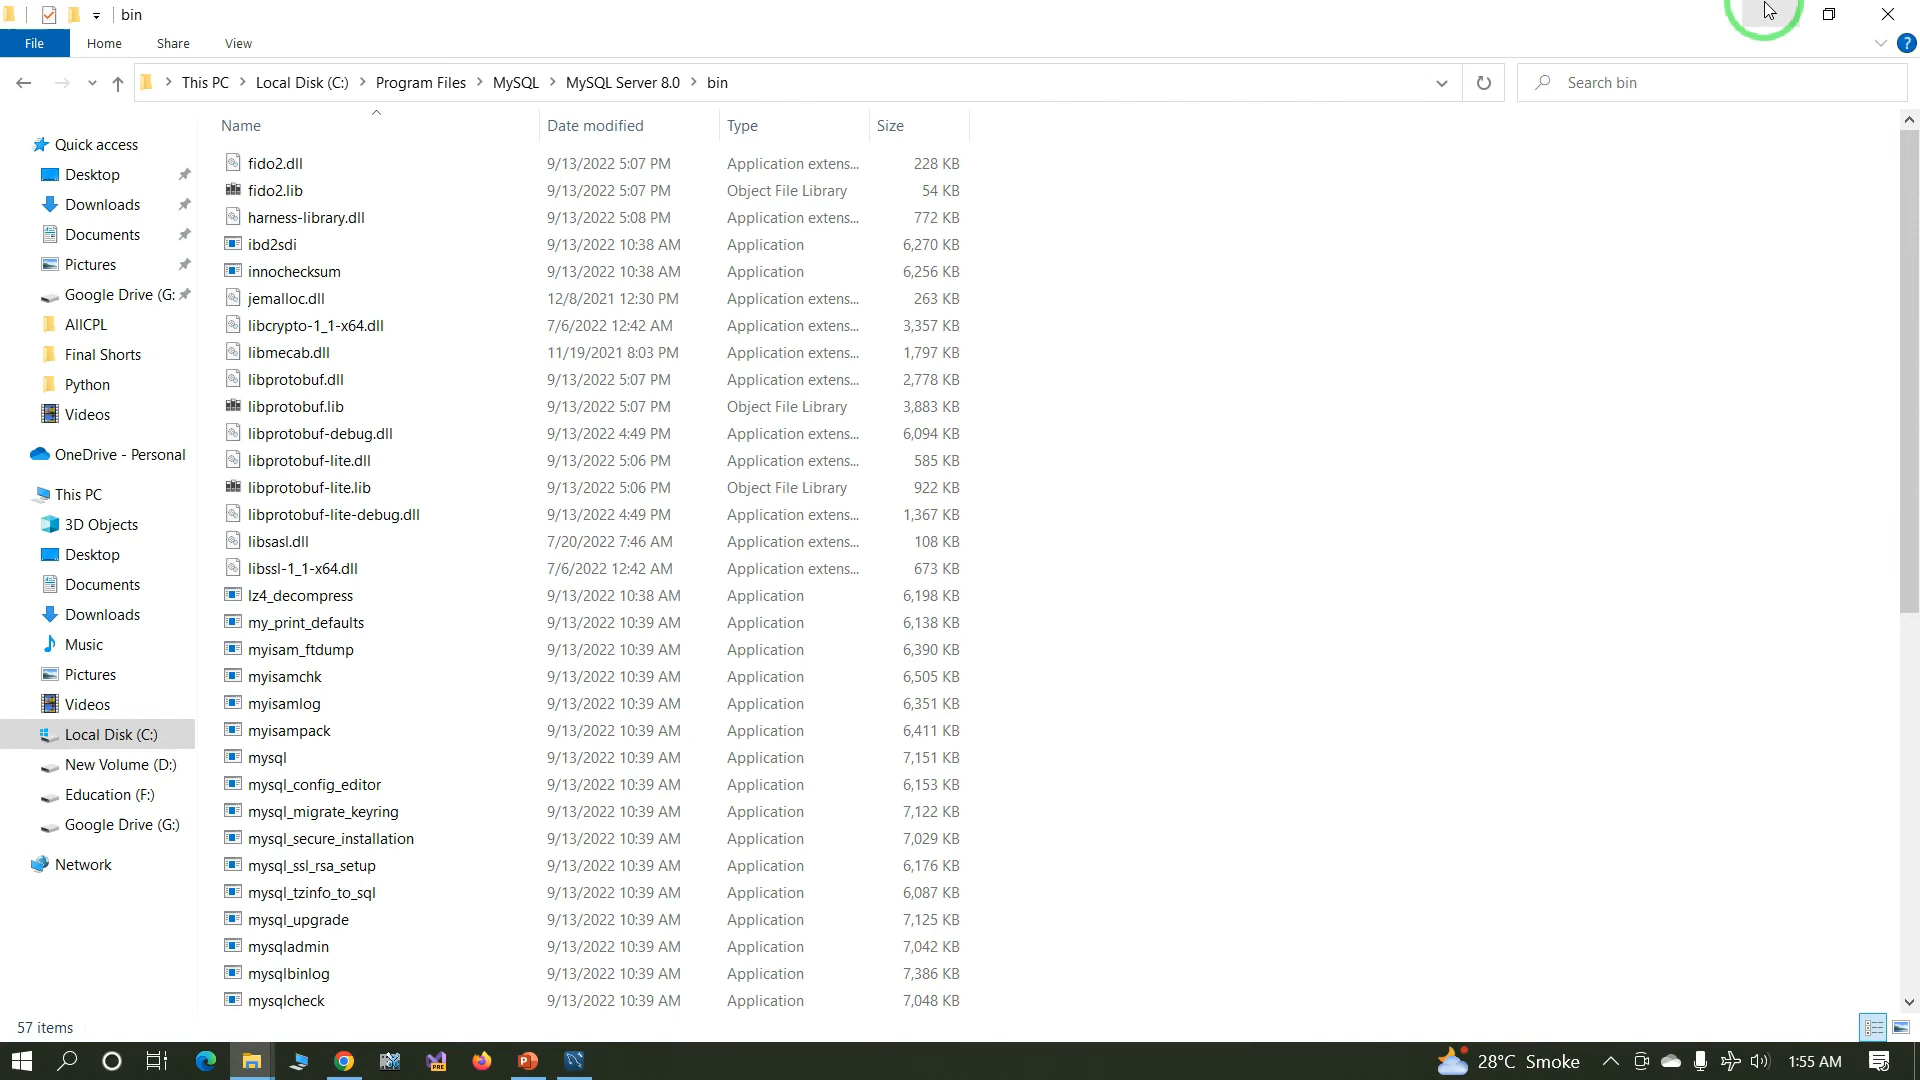 bin
File Home Share View
This PC Local Disk (C:) Program Files MySQL MySQL Server 8.0 bin Search bin
Quick access
Desktop
Downloads
Documents
Pictures
Google Drive (G:
AllCPL
Final Shorts
Python
Videos
OneDrive - Personal
This PC
3D Objects
Desktop
Documents
Downloads
Music
Pictures
Videos
Local Disk (C:)
New Volume (D:)
Education (F:)
Google Drive (G:)
Network
Name Date modified Type Size
fido2.dll 9/13/2022 5:07 PM Application extens... 228 KB
fido2.lib 9/13/2022 5:07 PM Object File Library 54 KB
harness-library.dll 9/13/2022 5:08 PM Application extens... 772 KB
ibd2sdi 9/13/2022 10:38 AM Application 6,270 KB
innochecksum 9/13/2022 10:38 AM Application 6,256 KB
jemalloc.dll 12/8/2021 12:30 PM Application extens... 263 KB
libcrypto-1_1-x64.dll 7/6/2022 12:42 AM Application extens... 3,357 KB
libmecab.dll 11/19/2021 8:03 PM Application extens... 1,797 KB
libprotobuf.dll 9/13/2022 5:07 PM Application extens... 2,778 KB
libprotobuf.lib 9/13/2022 5:07 PM Object File Library 3,883 KB
libprotobuf-debug.dll 9/13/2022 4:49 PM Application extens... 6,094 KB
libprotobuf-lite.dll 9/13/2022 5:06 PM Application extens... 585 KB
libprotobuf-lite.lib 9/13/2022 5:06 PM Object File Library 922 KB
libprotobuf-lite-debug.dll 9/13/2022 4:49 PM Application extens... 1,367 KB
libsasl.dll 7/20/2022 7:46 AM Application extens... 108 KB
libssl-1_1-x64.dll 7/6/2022 12:42 AM Application extens... 673 KB
lz4_decompress 9/13/2022 10:38 AM Application 6,198 KB
my_print_defaults 9/13/2022 10:39 AM Application 6,138 KB
myisam_ftdump 9/13/2022 10:39 AM Application 6,390 KB
myisamchk 9/13/2022 10:39 AM Application 6,505 KB
myisamlog 9/13/2022 10:39 AM Application 6,351 KB
myisampack 9/13/2022 10:39 AM Application 6,411 KB
mysql 9/13/2022 10:39 AM Application 7,151 KB
mysql_config_editor 9/13/2022 10:39 AM Application 6,153 KB
mysql_migrate_keyring 9/13/2022 10:39 AM Application 7,122 KB
mysql_secure_installation 9/13/2022 10:39 AM Application 7,029 KB
mysql_ssl_rsa_setup 9/13/2022 10:39 AM Application 6,176 KB
mysql_tzinfo_to_sql 9/13/2022 10:39 AM Application 6,087 KB
mysql_upgrade 9/13/2022 10:39 AM Application 7,125 KB
mysqladmin 9/13/2022 10:39 AM Application 7,042 KB
mysqlbinlog 9/13/2022 10:39 AM Application 7,386 KB
mysqlcheck 9/13/2022 10:39 AM Application 7,048 KB
57 items
28°C Smoke 1:55 AM